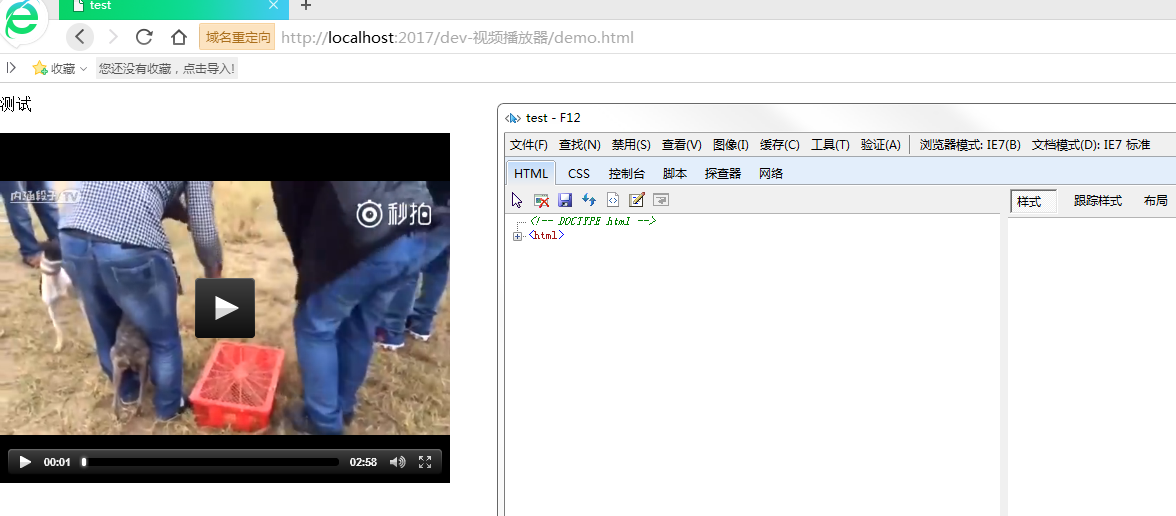 test
域名重定向 http://localhost:2017/dev-视频播放器/demo.html
收藏 您还没有收藏，点击导入!
测试
test - F12
文件(F) 查找(N) 禁用(S) 查看(V) 图像(I) 缓存(C) 工具(T) 验证(A) 浏览器模式: IE7(B) 文档模式(D): IE7 标准
HTML CSS 控制台 脚本 探查器 网络
样式 跟踪样式 布局
<!-- DOCTYPE html -->
<html>
内涵段子/TV
秒拍
00:01 02:58